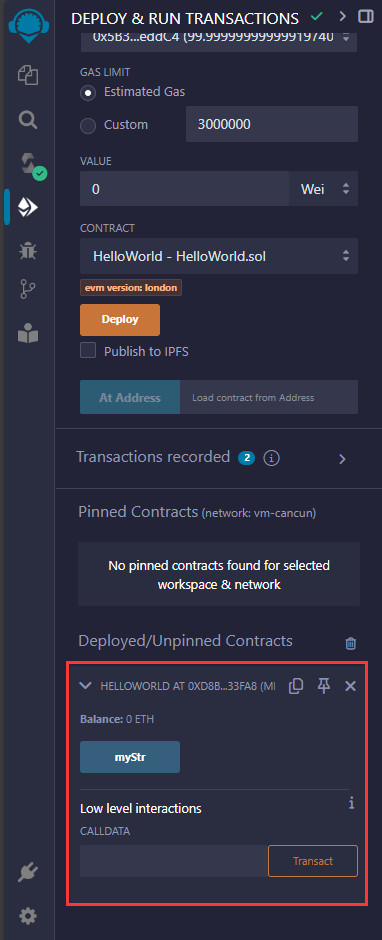 DEPLOY & RUN TRANSACTIONS
0x5B3...eddC4 (99.99999999999919740
GAS LIMIT
Estimated Gas
Custom 3000000
VALUE
0 Wei
CONTRACT
HelloWorld - HelloWorld.sol
evm version: london
Deploy
Publish to IPFS
At Address Load contract from Address
Transactions recorded 2 i
Pinned Contracts (network: vm-cancun)
No pinned contracts found for selected
workspace & network
Deployed/Unpinned Contracts
HELLOWORLD AT 0XD8B...33FA8 (M
Balance: 0 ETH
myStr
Low level interactions i
CALLDATA
Transact